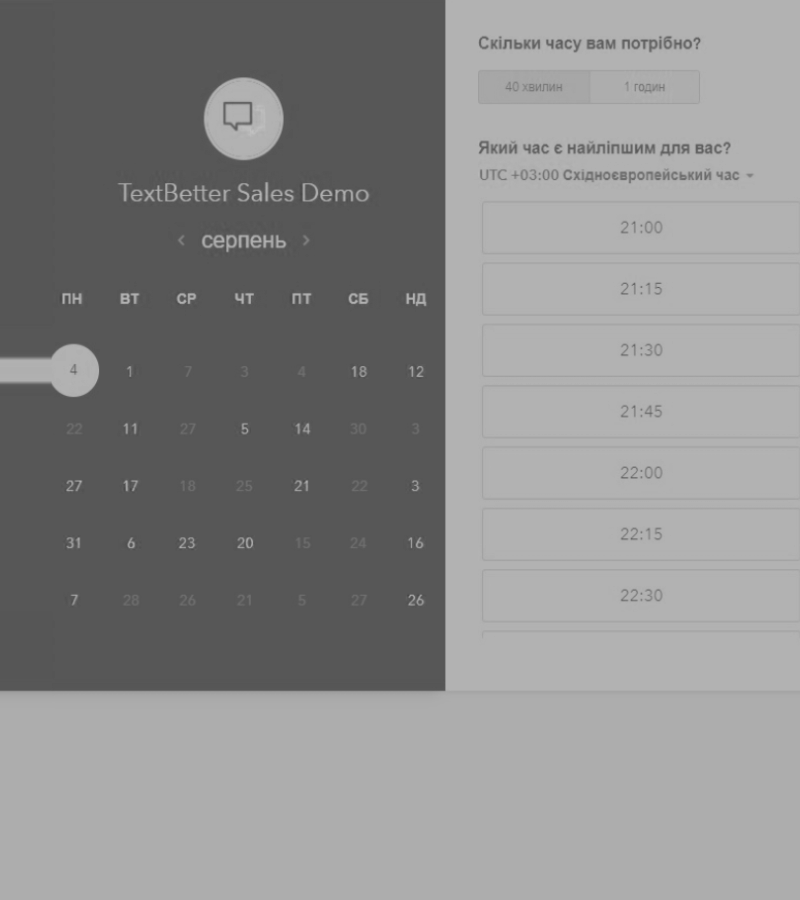 TextBetter Sales Demo
серпень
ПН ВТ СР ЧТ ПТ СБ НД
4 1 7 3 4 18 12
22 11 27 5 14 30 3
27 17 18 25 21 22 3
31 6 23 20 15 24 16
7 28 26 21 5 27 26
Скільки часу вам потрібно?
40 хвилин 1 годин
Який час є найліпшим для вас?
UTC +03:00 Східноєвропейський час
21:00
21:15
21:30
21:45
22:00
22:15
22:30